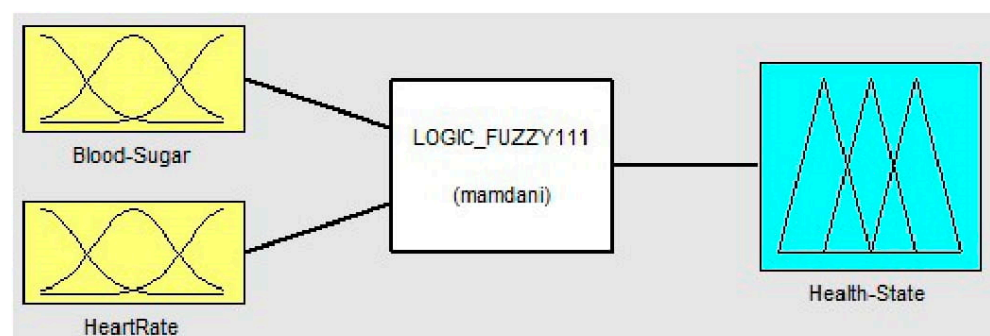 Blood-Sugar
HeartRate
LOGIC_FUZZY111
(mamdani)
Health-State